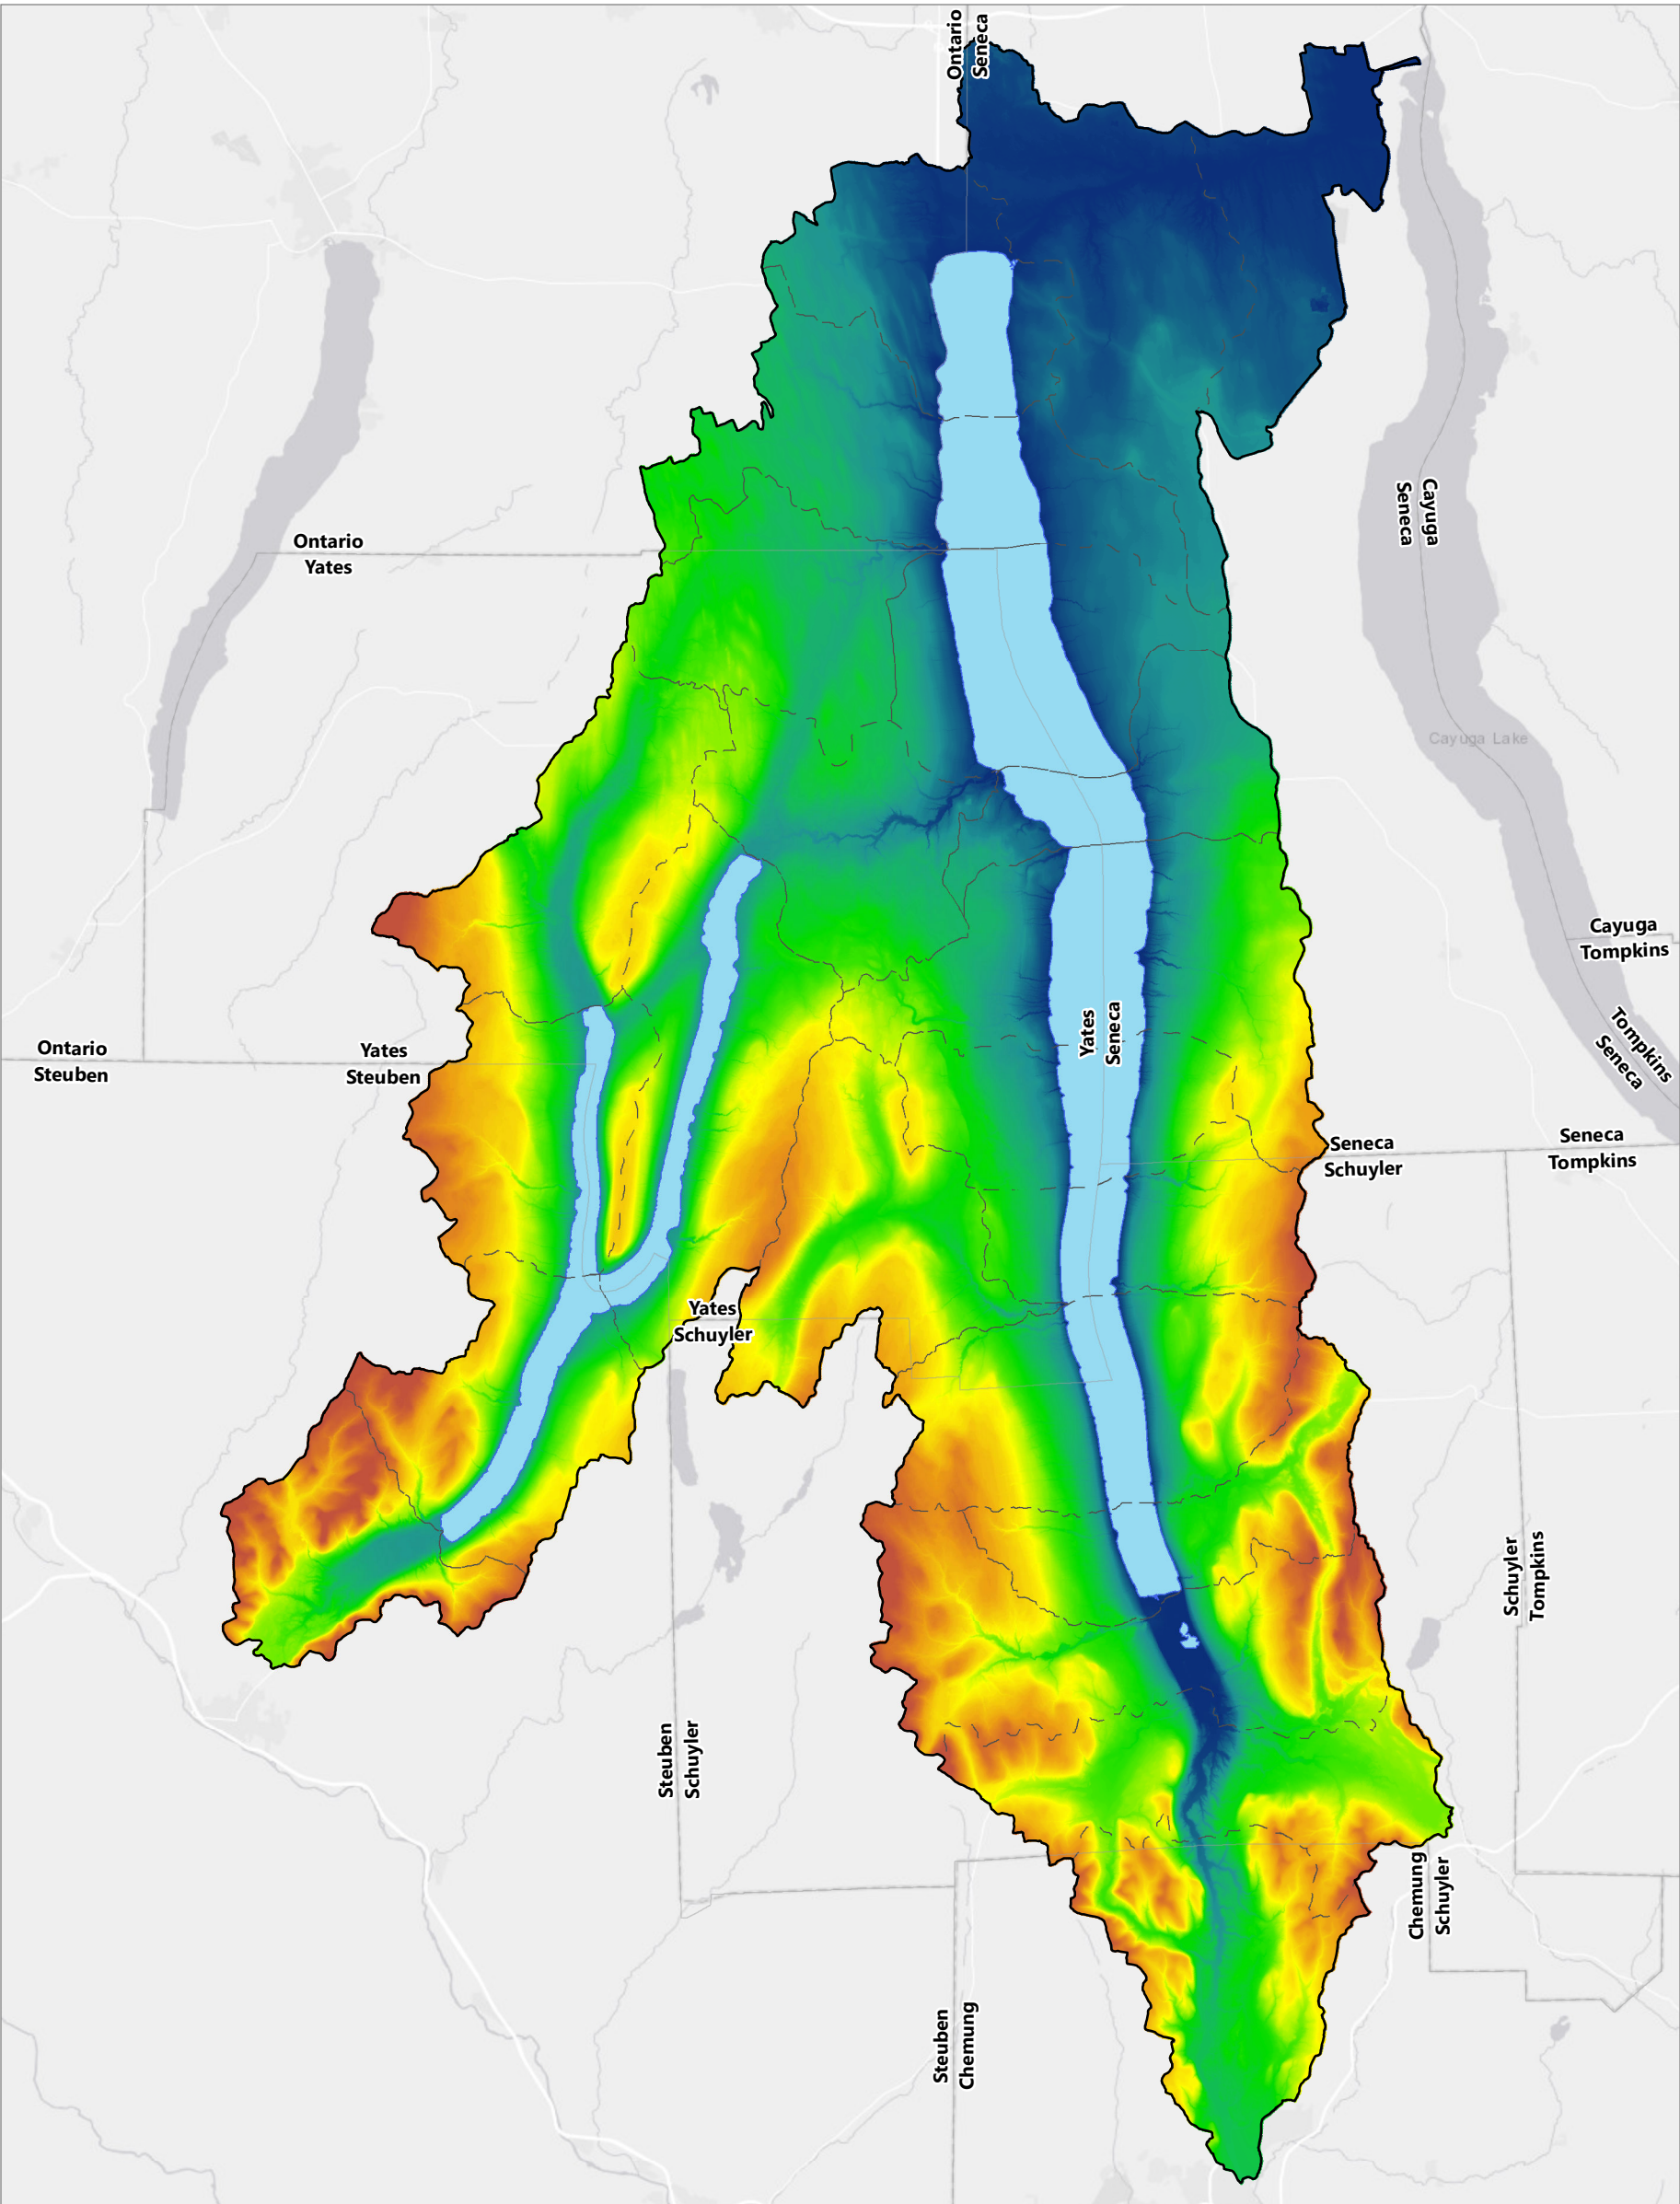 Ontario
Seneca
Cayuga
Seneca
Ontario
Yates
Cayuga Lake
Cayuga
Tompkins
Yates
Seneca
Tompkins
Seneca
Ontario
Steuben
Yates
Steuben
Seneca
Schuyler
Seneca
Tompkins
Yates
Schuyler
Schuyler
Tompkins
Steuben
Schuyler
Chemung
Schuyler
Steuben
Chemung